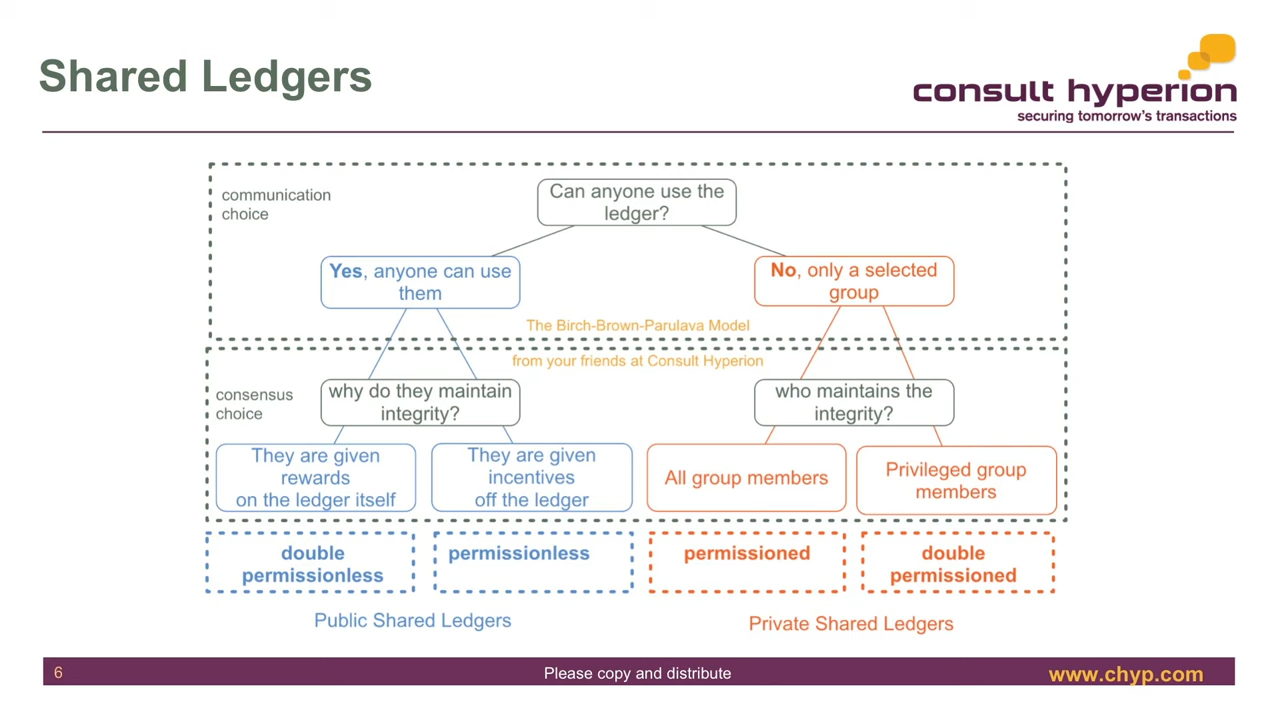 Shared Ledgers
consult hyperion
securing tomorrow's transactions
communication
choice
Can anyone use the
ledger?
Yes, anyone can use
them
No, only a selected
group
The Birch-Brown-Parulava Model
from your friends at Consult Hyperion
consensus
choice
why do they maintain
integrity?
who maintains the
integrity?
They are given
rewards
on the ledger itself
They are given
incentives
off the ledger
All group members
Privileged group
members
double
permissionless
permissionless
permissioned
double
permissioned
Public Shared Ledgers
Private Shared Ledgers
6
Please copy and distribute
www.chyp.com